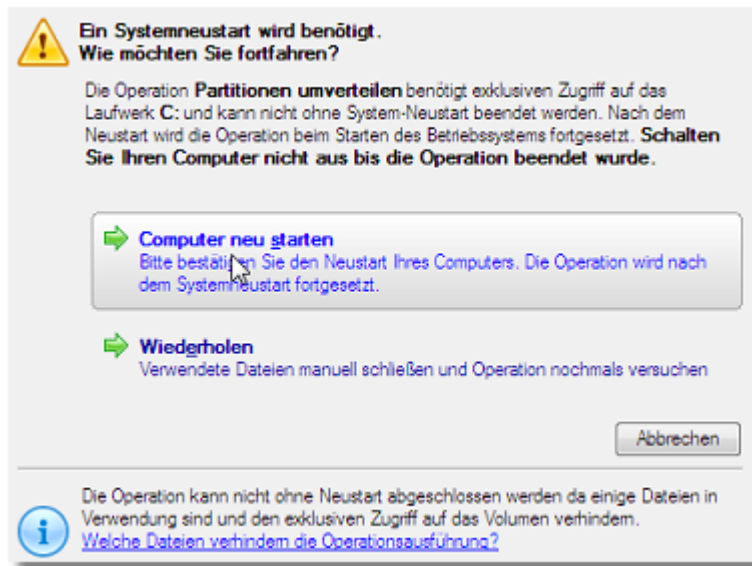 Ein Systemneustart wird benötigt.
Wie möchten Sie fortfahren?
Die Operation Partitionen umverteilen benötigt exklusiven Zugriff auf das
Laufwerk C: und kann nicht ohne System-Neustart beendet werden. Nach dem
Neustart wird die Operation beim Starten des Betriebssystems fortgesetzt. Schalten
Sie Ihren Computer nicht aus bis die Operation beendet wurde.
Computer neu starten
Bitte bestätigen Sie den Neustart Ihres Computers. Die Operation wird nach
dem Systemneustart fortgesetzt.
Wiederholen
Verwendete Dateien manuell schließen und Operation nochmals versuchen
Abbrechen
Die Operation kann nicht ohne Neustart abgeschlossen werden da einige Dateien in
Verwendung sind und den exklusiven Zugriff auf das Volumen verhindern.
Welche Dateien verhindern die Operationsausführung?